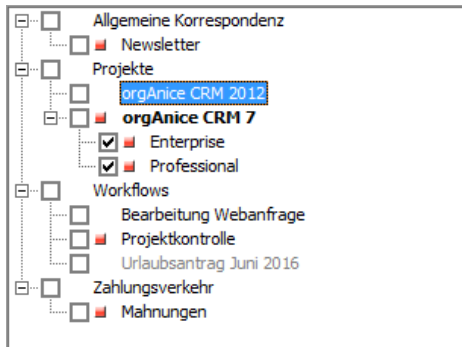 Allgemeine Korrespondenz
Newsletter
Projekte
orgAnice CRM 2012
orgAnice CRM 7
Enterprise
Professional
Workflows
Bearbeitung Webanfrage
Projektkontrolle
Urlaubsantrag Juni 2016
Zahlungsverkehr
Mahnungen